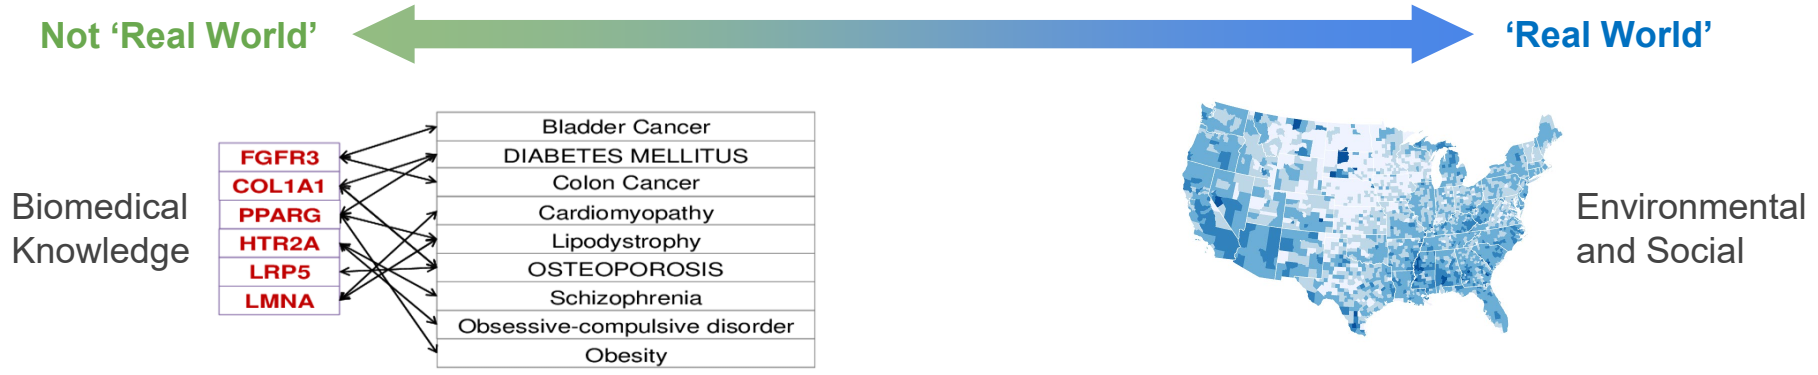 Not ‘Real World’
‘Real World’
Biomedical
Knowledge
FGFR3
COL1A1
PPARG
HTR2A
LRP5
LMNA
Bladder Cancer
DIABETES MELLITUS
Colon Cancer
Cardiomyopathy
Lipodystrophy
OSTEOPOROSIS
Schizophrenia
Obsessive-compulsive disorder
Obesity
Environmental
and Social